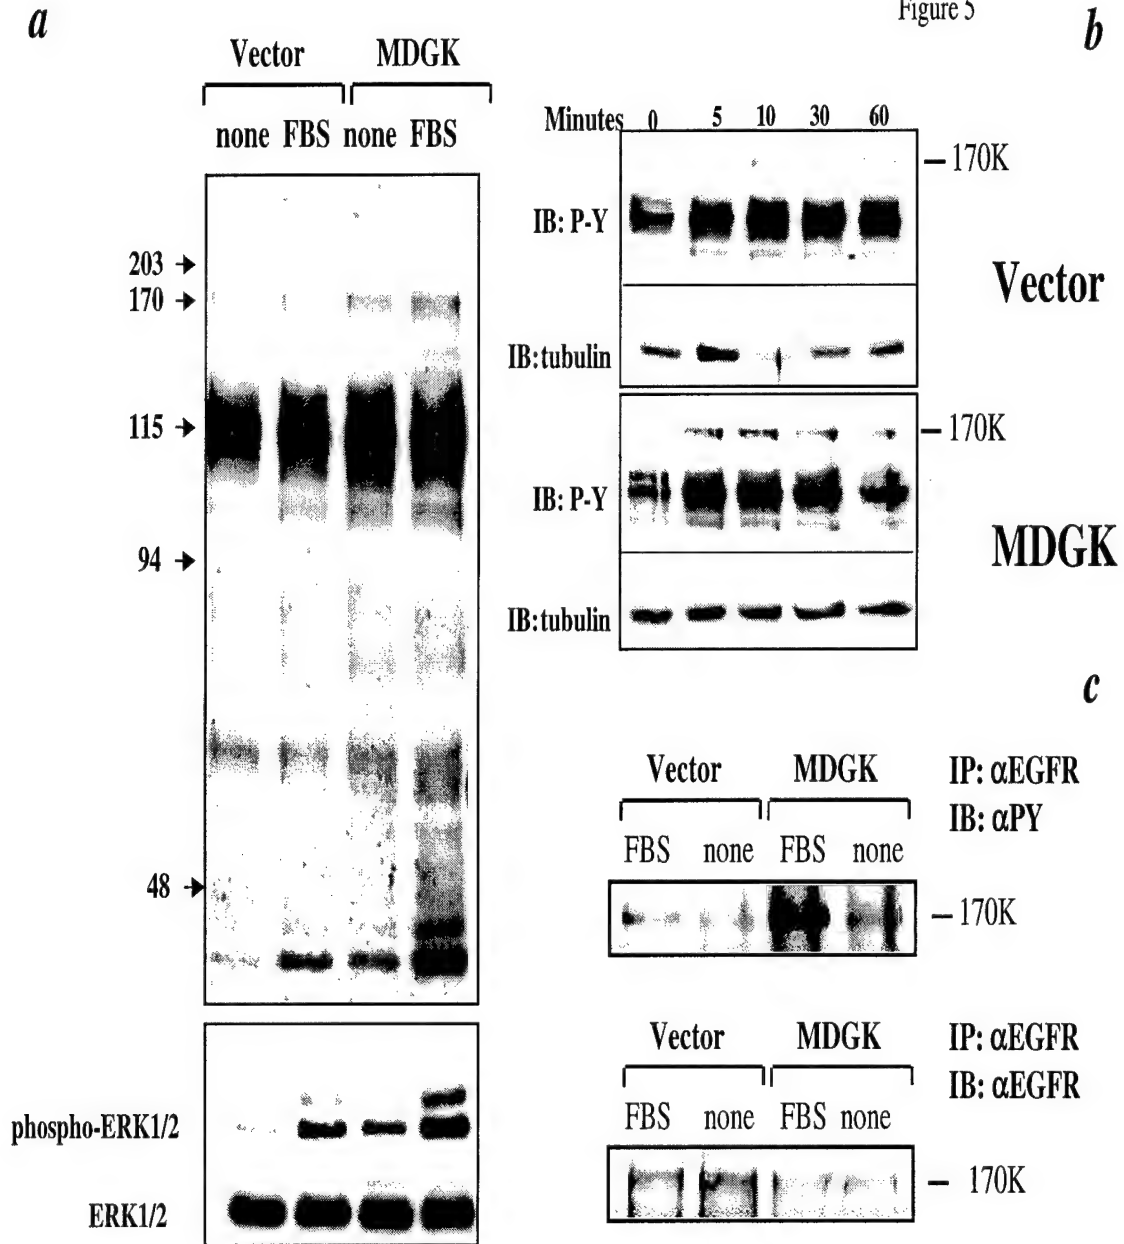 Figure 5
a
Vector MDGK
none FBS none FBS
203
170
115
94
48
phospho-ERK1/2
ERK1/2
b
Minutes 0 5 10 30 60
170K
IB: P-Y
Vector
IB:tubulin
170K
IB: P-Y
MDGK
IB:tubulin
c
Vector MDGK IP: αEGFR
IB: αPY
FBS none FBS none
170K
Vector MDGK IP: αEGFR
IB: αEGFR
FBS none FBS none
170K